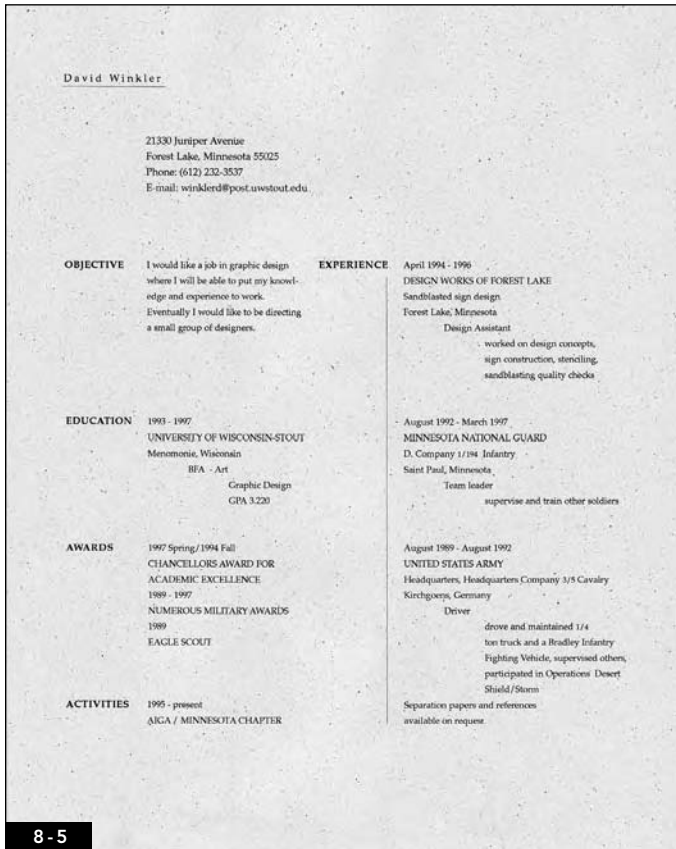 David Winkler
21330 Juniper Avenue
Forest Lake, Minnesota 55025
Phone: (612) 232-3537
E-mail: winklerd@post.uwstout.edu
OBJECTIVE
I would like a job in graphic design
where I will be able to put my knowl-
edge and experience to work.
Eventually I would like to be directing
a small group of designers.
EDUCATION
1993 - 1997
UNIVERSITY OF WISCONSIN-STOUT
Menomonie, Wisconsin
BFA - Art
Graphic Design
GPA 3.220
AWARDS
1997 Spring/1994 Fall
CHANCELLORS AWARD FOR
ACADEMIC EXCELLENCE
1989 - 1997
NUMEROUS MILITARY AWARDS
1989
EAGLE SCOUT
ACTIVITIES
1995 - present
AIGA / MINNESOTA CHAPTER
EXPERIENCE
April 1994 - 1996
DESIGN WORKS OF FOREST LAKE
Sandblasted sign design
Forest Lake, Minnesota
Design Assistant
worked on design concepts,
sign construction, stenciling,
sandblasting quality checks
August 1992 - March 1997
MINNESOTA NATIONAL GUARD
D. Company 1/194 Infantry
Saint Paul, Minnesota
Team leader
supervise and train other soldiers
August 1989 - August 1992
UNITED STATES ARMY
Headquarters, Headquarters Company 3/5 Cavalry
Kirchgoens, Germany
Driver
drove and maintained 1/4
ton truck and a Bradley Infantry
Fighting Vehicle, supervised others,
participated in Operations Desert
Shield/Storm
Separation papers and references
available on request
8-5